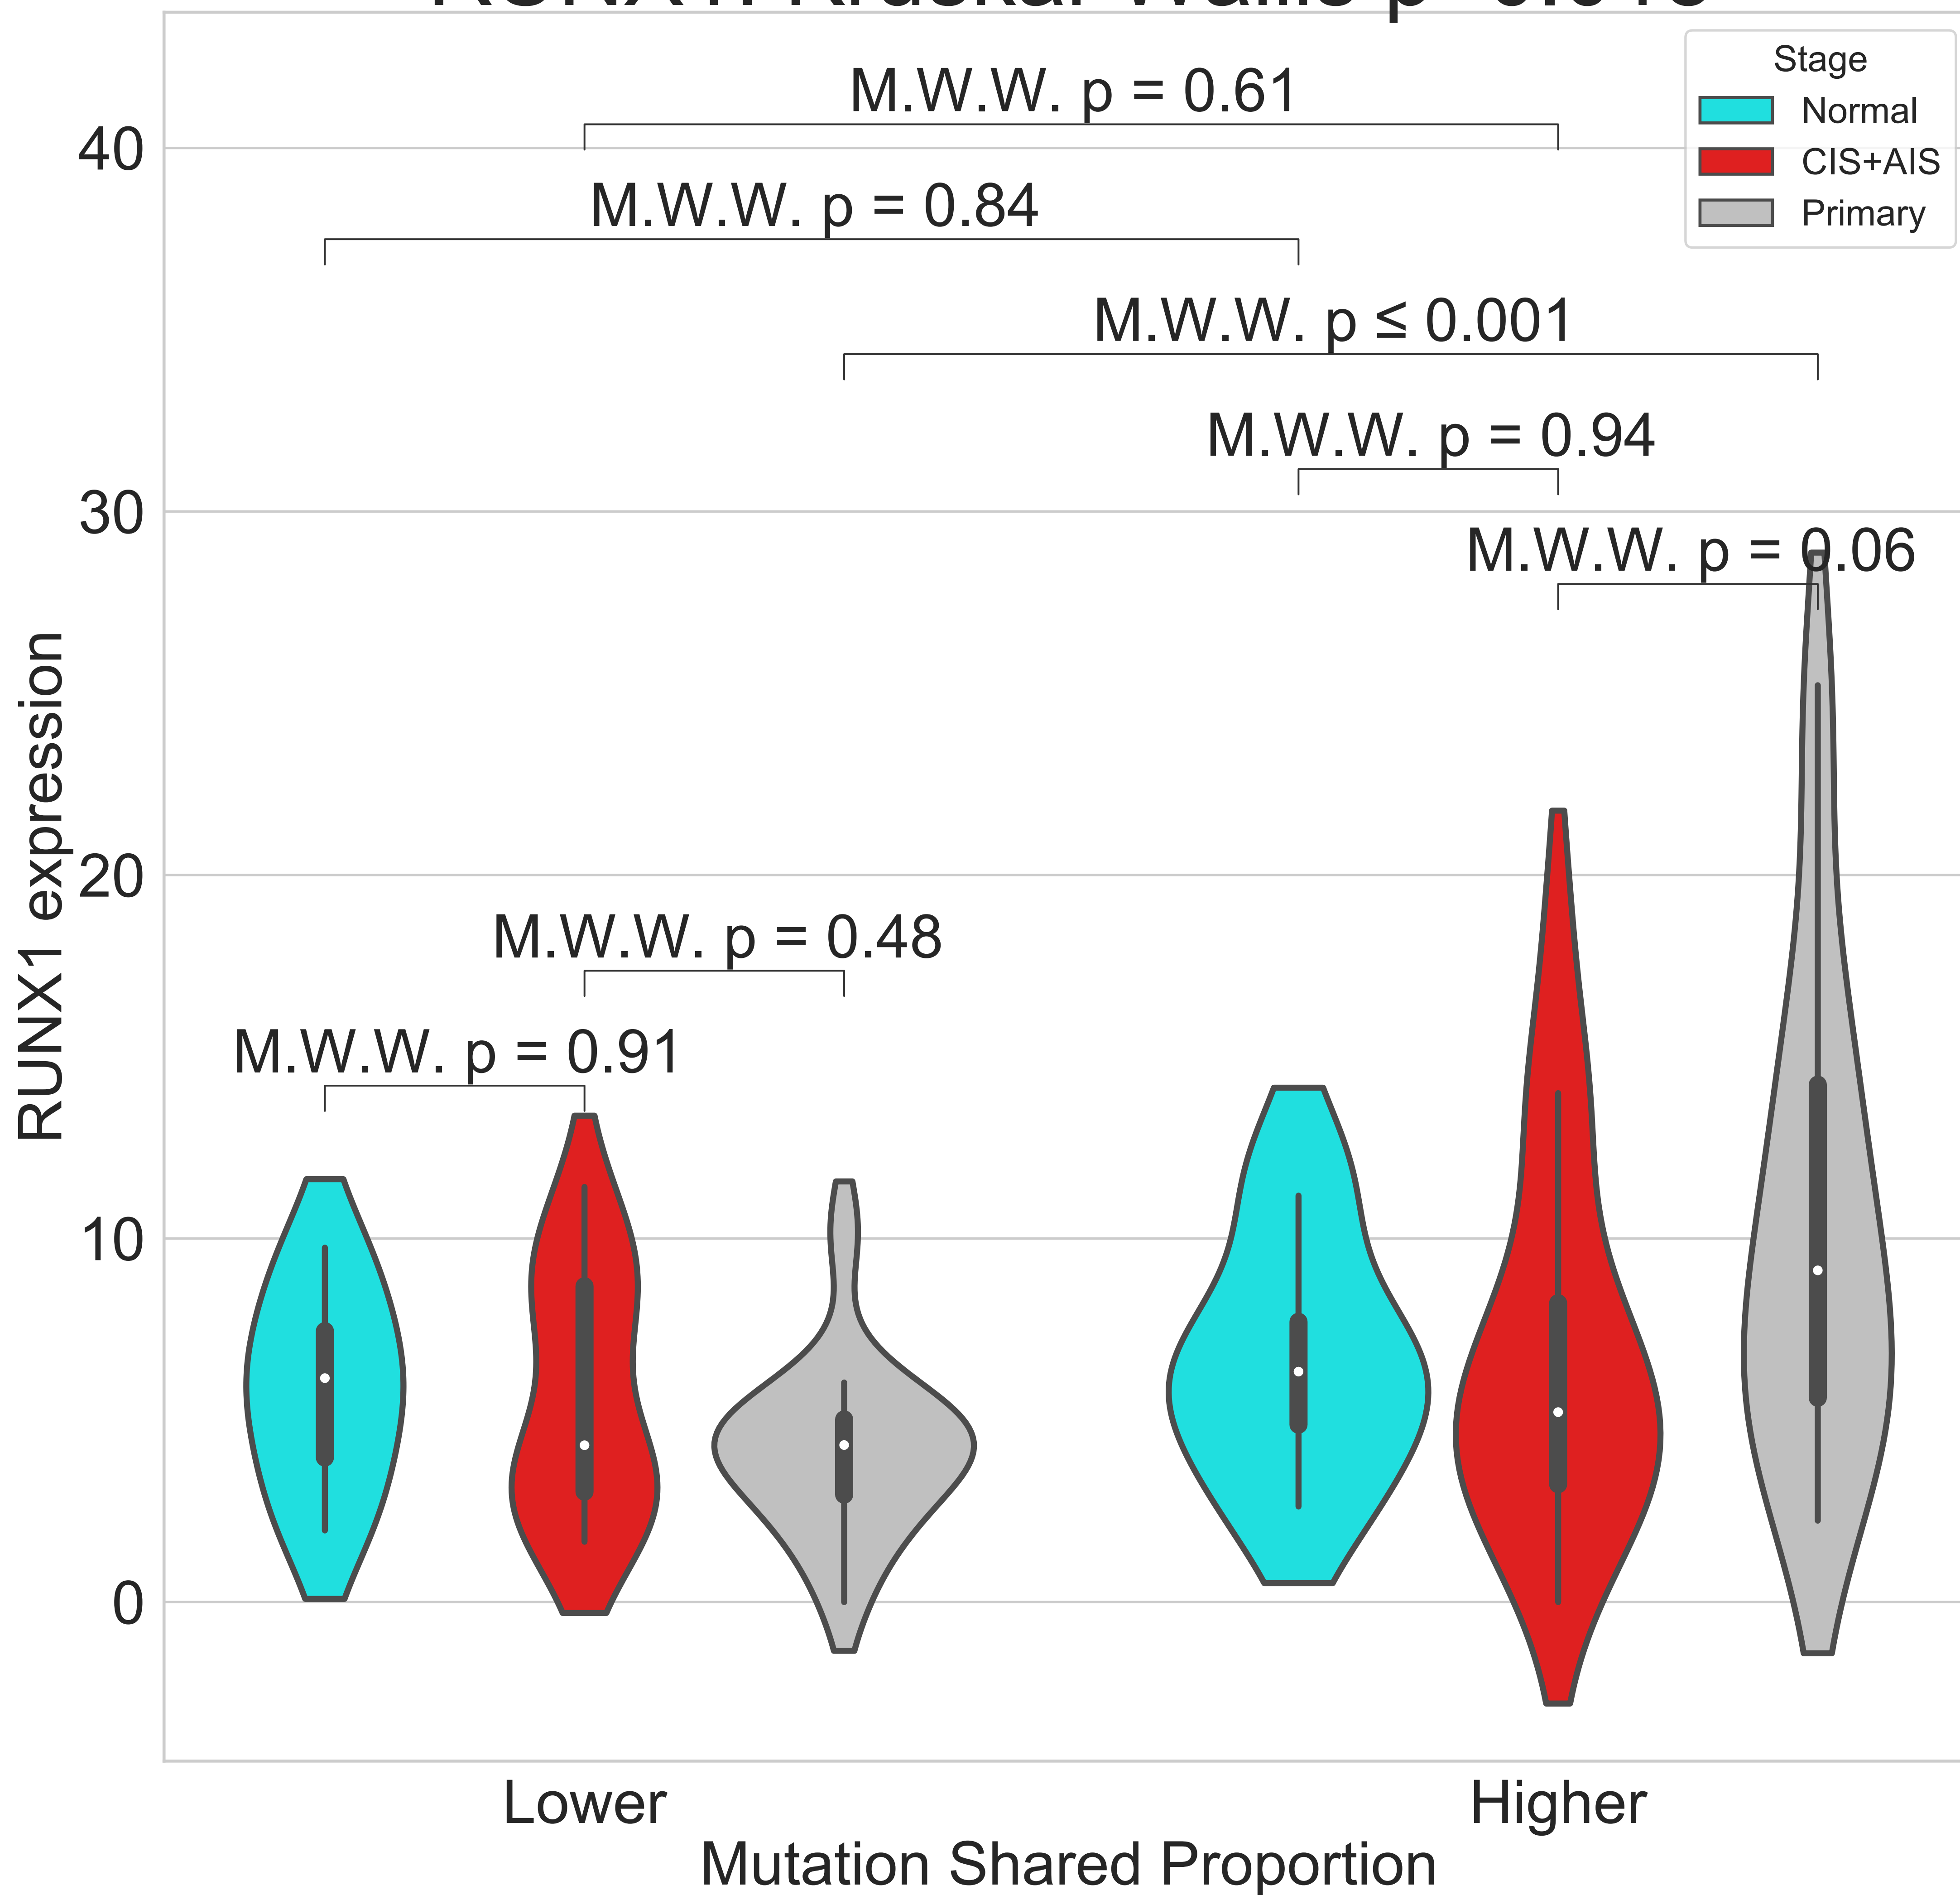 Stage
Normal
CIS+AIS
Primary
M.W.W. p = 0.61
40
M.W.W. p = 0.84
M.W.W. p ≤ 0.001
M.W.W. p = 0.94
30
M.W.W. p = 0.06
RUNX1 expression
20
M.W.W. p = 0.48
M.W.W. p = 0.91
10
0
Lower
Higher
Mutation Shared Proportion